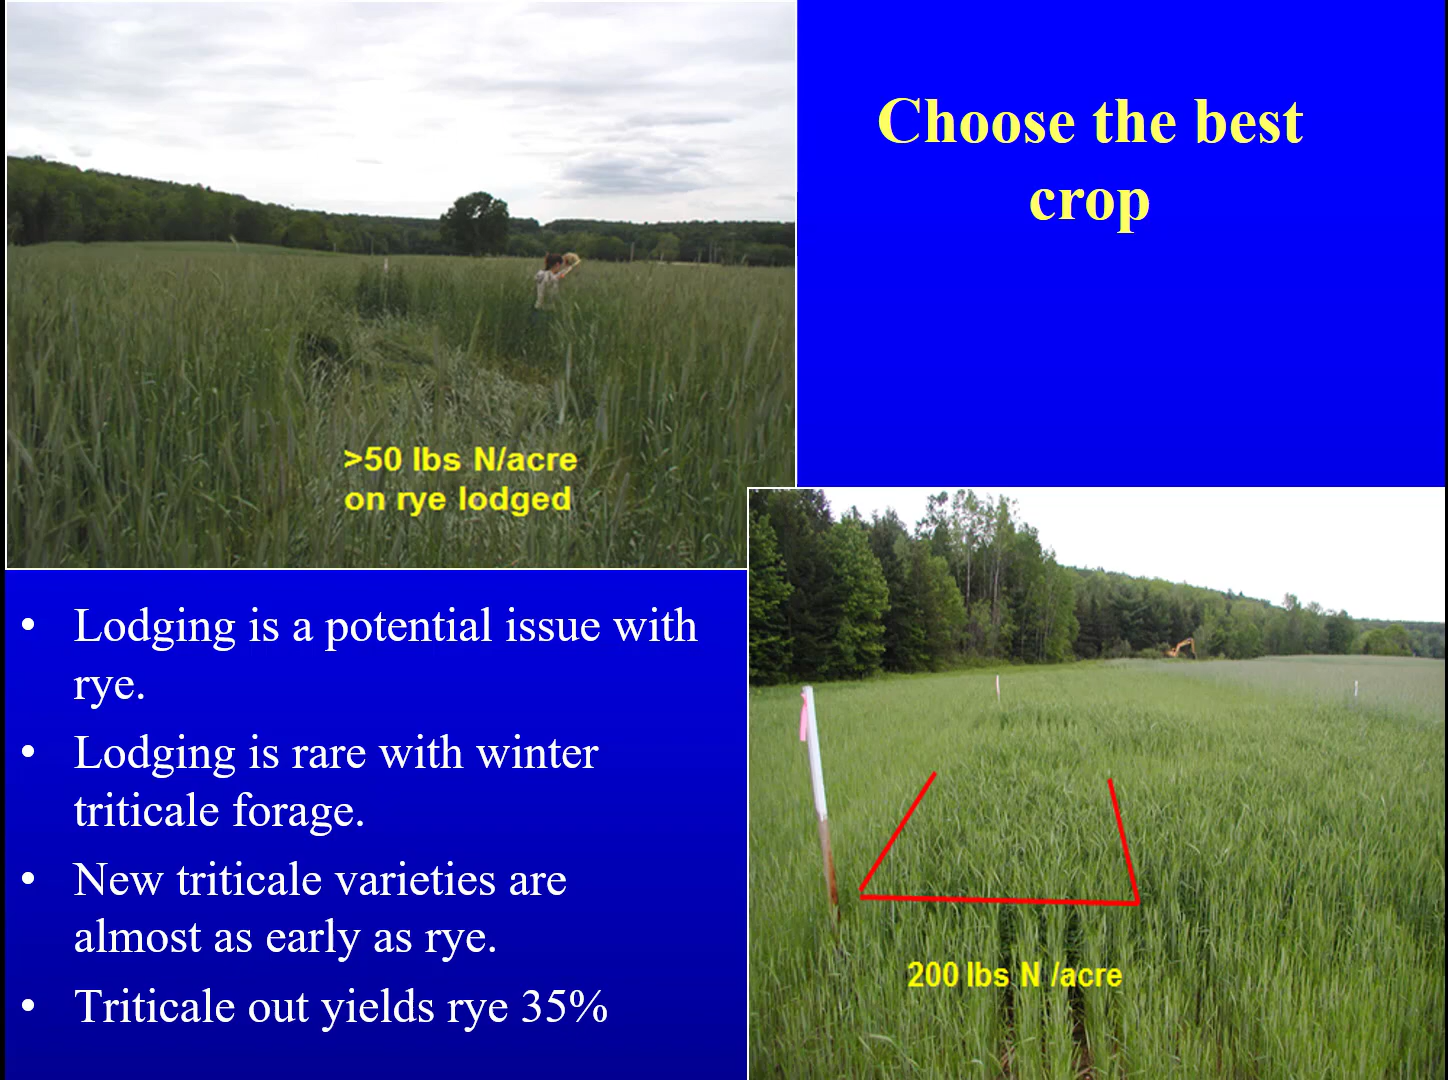 Choose the best
crop
>50 lbs N/acre
on rye lodged
• Lodging is a potential issue with
rye.
• Lodging is rare with winter
triticale forage.
• New triticale varieties are
almost as early as rye.
• Triticale out yields rye 35%
200 lbs N /acre